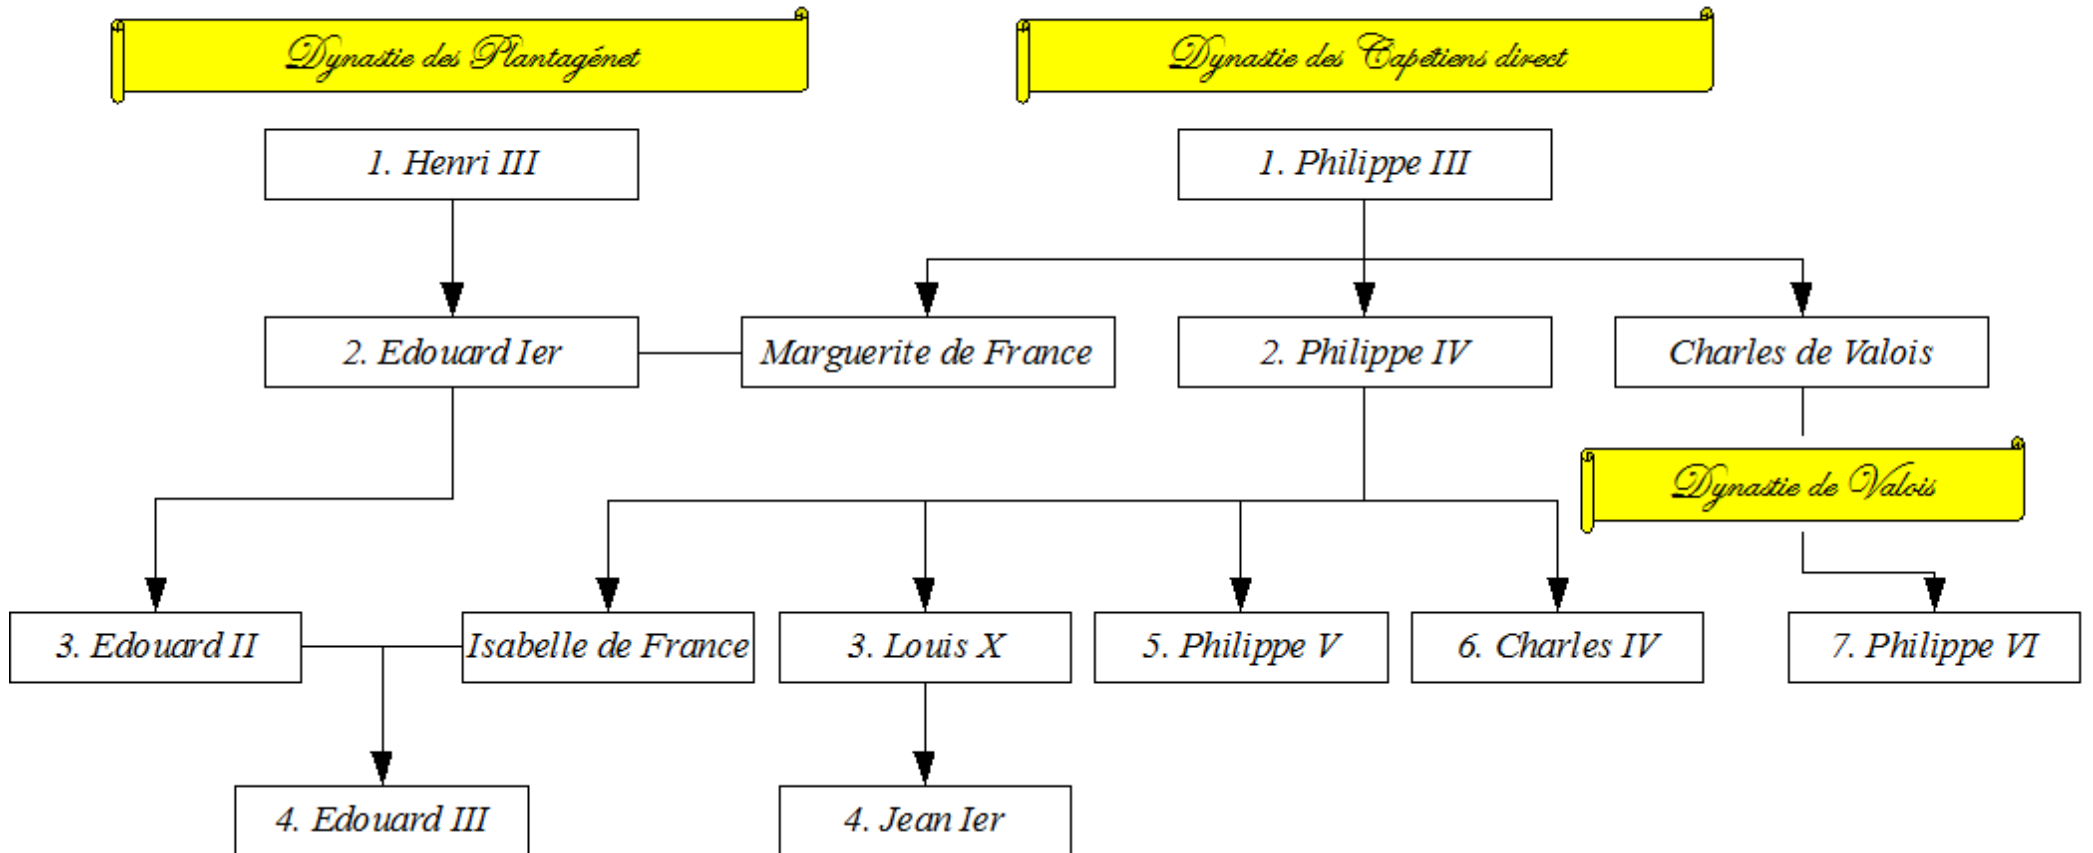 Dynastie des Plantagénet
Dynastie des Capétiens direct
1. Henri III
1. Philippe III
2. Edouard Ier
Marguerite de France
2. Philippe IV
Charles de Valois
Dynastie de Valois
3. Edouard II
Isabelle de France
3. Louis X
5. Philippe V
6. Charles IV
7. Philippe VI
4. Edouard III
4. Jean Ier